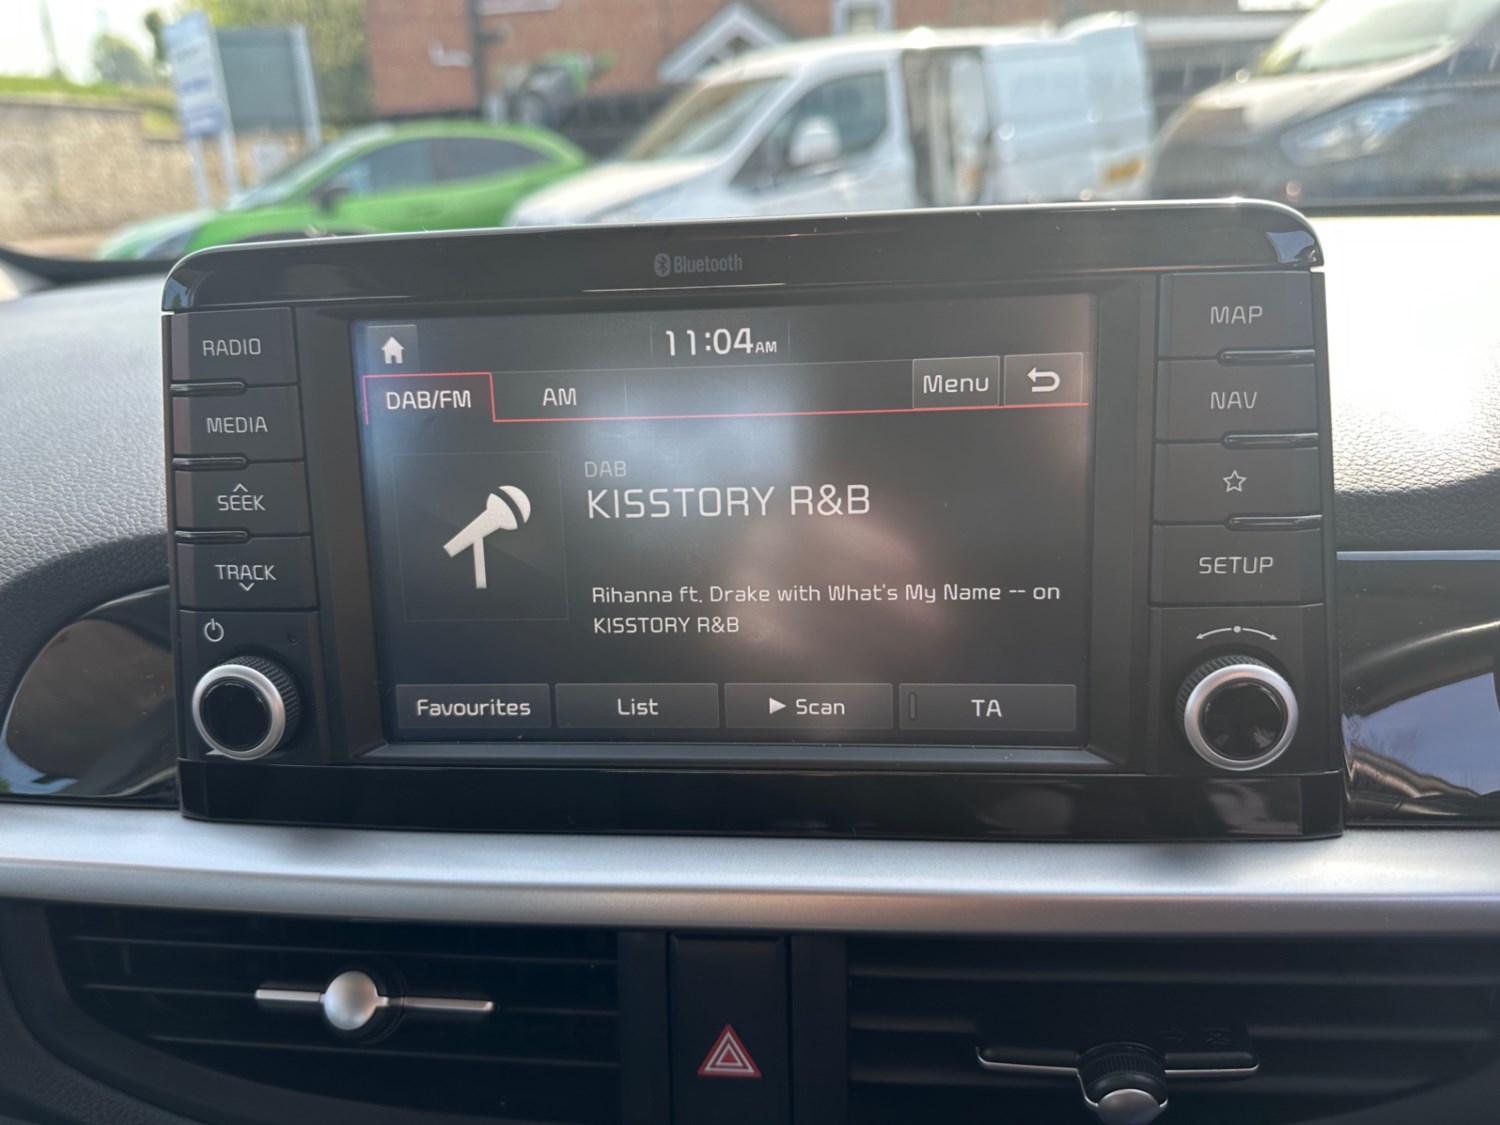 Bluetooth
RADIO
MEDIA
SEEK
TRACK
11:04AM
DAB/FM
AM
Menu
DAB
KISSTORY R&B
Rihanna ft. Drake with What's My Name -- on
KISSTORY R&B
Favourites
List
Scan
TA
MAP
NAV
SETUP